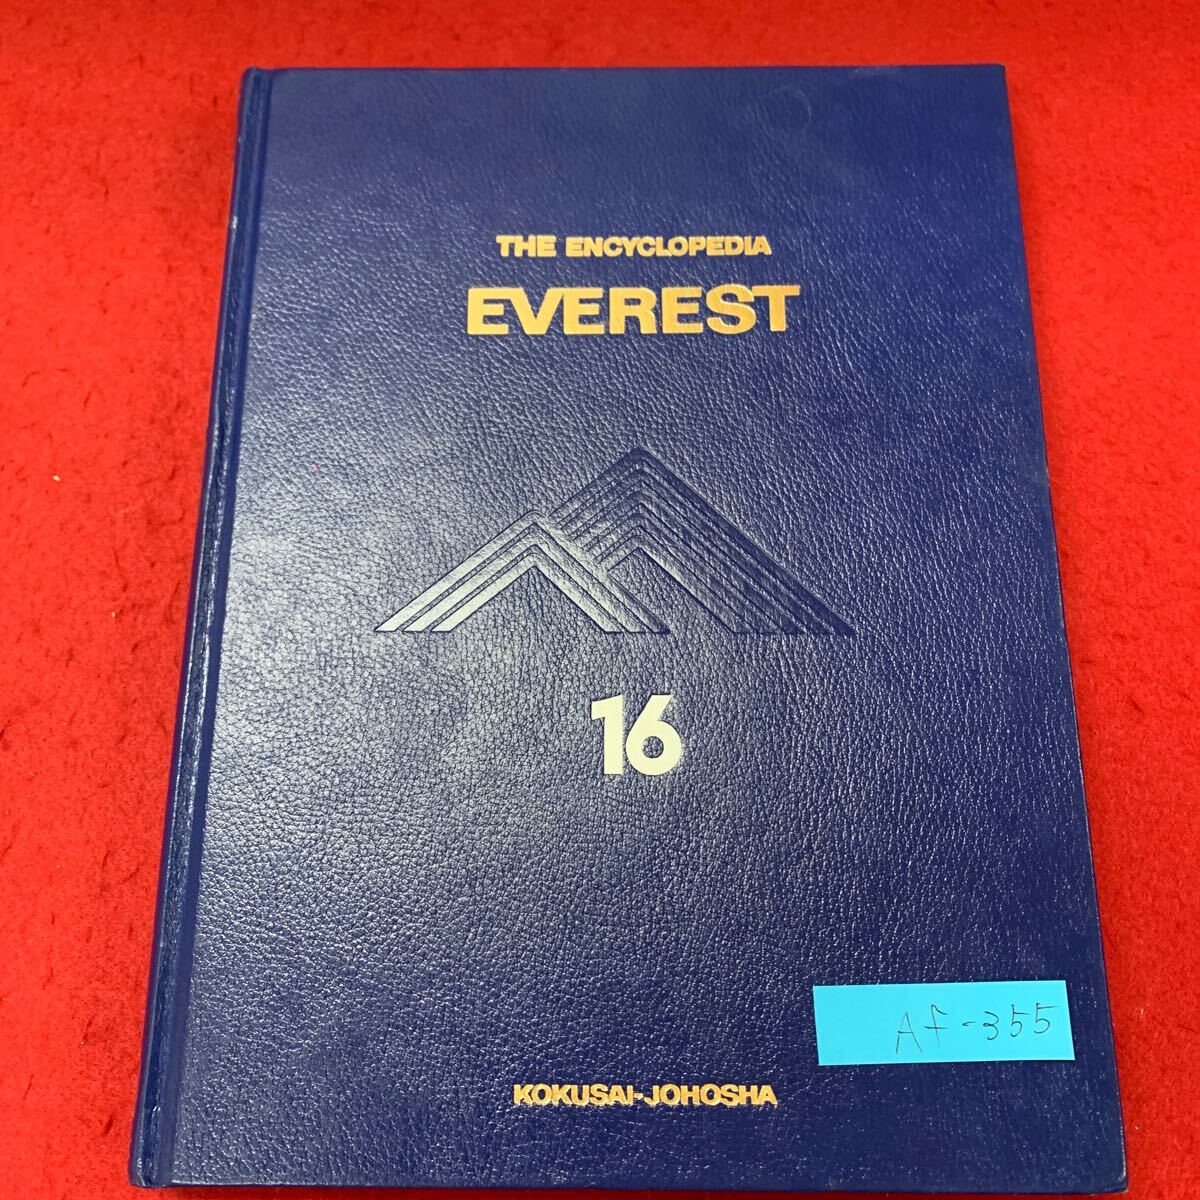 THE ENCYCLOPEDIA
EVEREST
16
Af-355
KOKUSAI-JOHOSHA